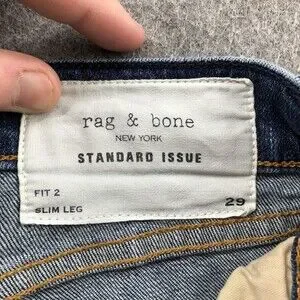 rag & bone
NEW YORK
STANDARD ISSUE
FIT 2
SLIM LEG
29